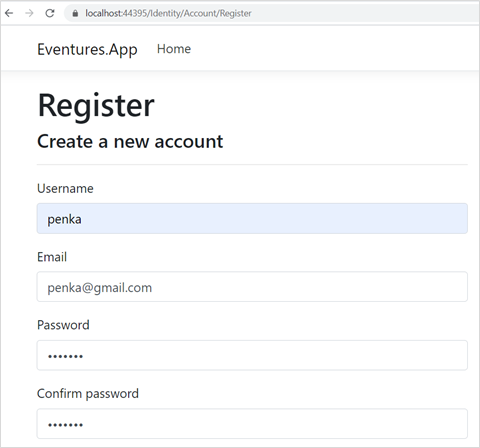 localhost:44395/Identity/Account/Register
Eventures.App Home
Register
Create a new account
Username
penka
Email
penka@gmail.com
Password
•••••••
Confirm password
•••••••